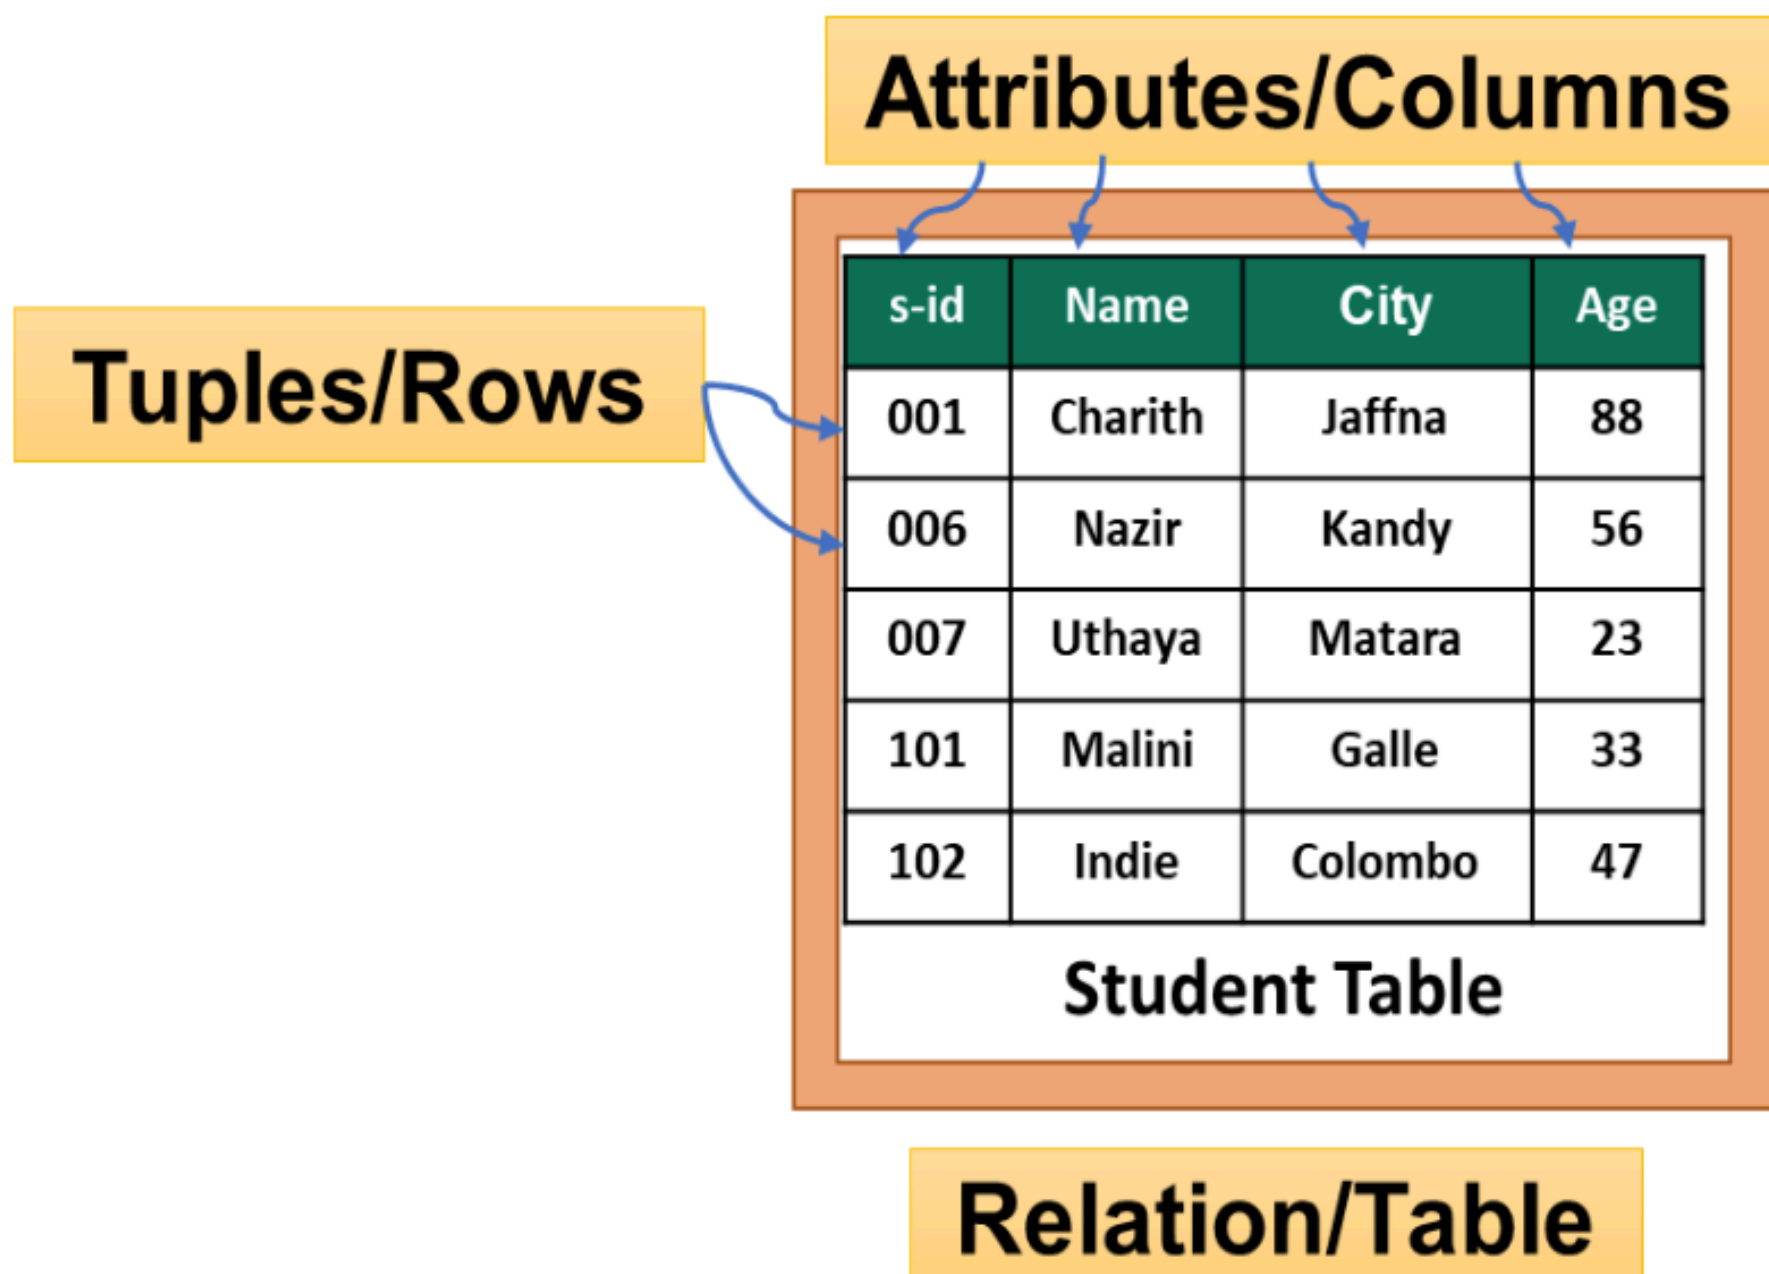 Attributes/Columns
Tuples/Rows
s-id Name City Age
001 Charith Jaffna 88
006 Nazir Kandy 56
007 Uthaya Matara 23
101 Malini Galle 33
102 Indie Colombo 47
Student Table
Relation/Table